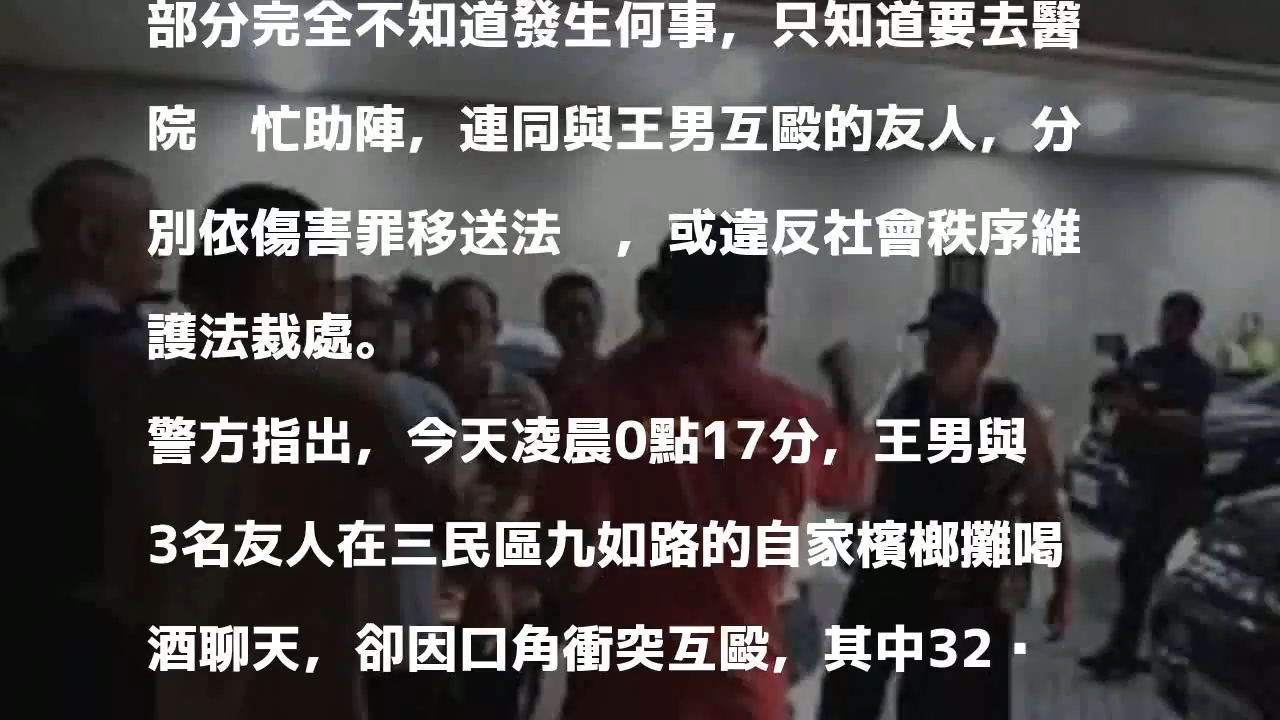 部分完全不知道發生何事，只知道要去醫
院　忙助陣，連同與王男互毆的友人，分
別依傷害罪移送法　，或違反社會秩序維
護法裁處。
警方指出，今天凌晨0點17分，王男與
3名友人在三民區九如路的自家檳榔攤喝
酒聊天，卻因口角衝突互毆，其中32．